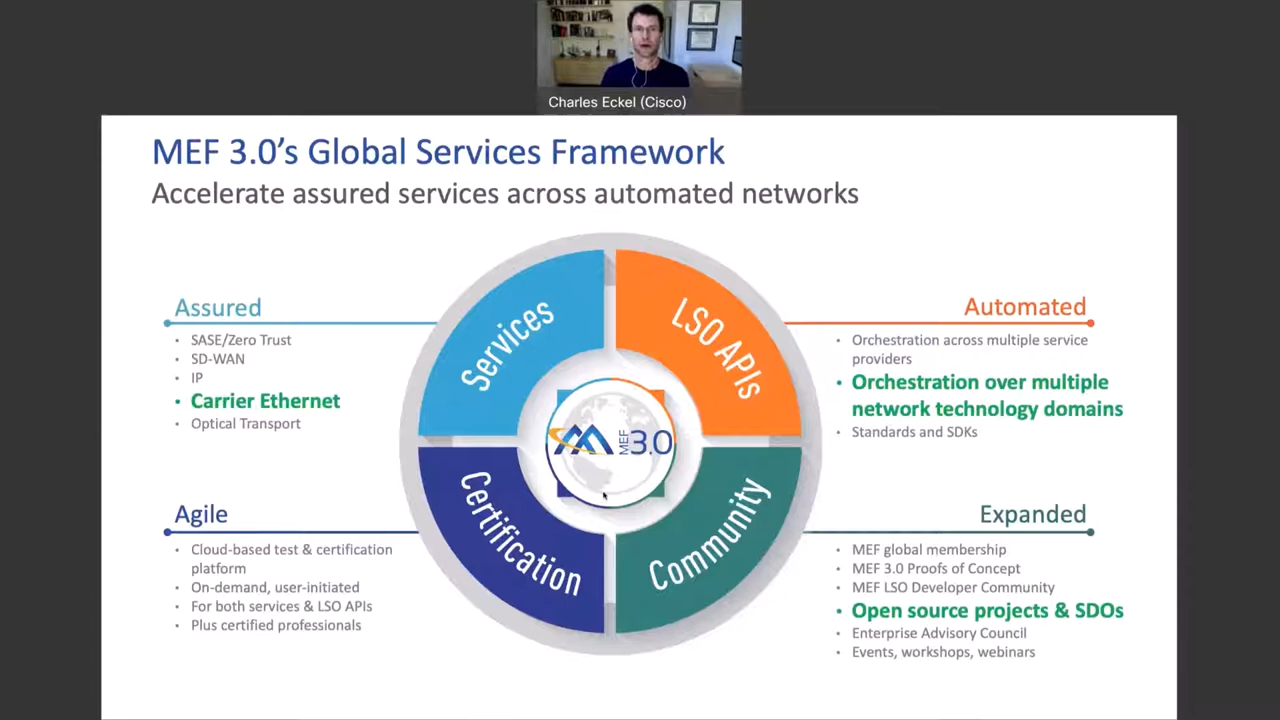 Charles Eckel (Cisco)
MEF 3.0's Global Services Framework
Accelerate assured services across automated networks
Assured
• SASE/Zero Trust
• SD-WAN
• IP
• Carrier Ethernet
• Optical Transport
Services
LSO APIs
Automated
• Orchestration across multiple service
providers
• Orchestration over multiple
network technology domains
• Standards and SDKs
MEF 3.0
Agile
• Cloud-based test & certification
platform
• On-demand, user-initiated
• For both services & LSO APIs
• Plus certified professionals
Certification
Community
Expanded
• MEF global membership
• MEF 3.0 Proofs of Concept
• MEF LSO Developer Community
• Open source projects & SDOs
• Enterprise Advisory Council
• Events, workshops, webinars